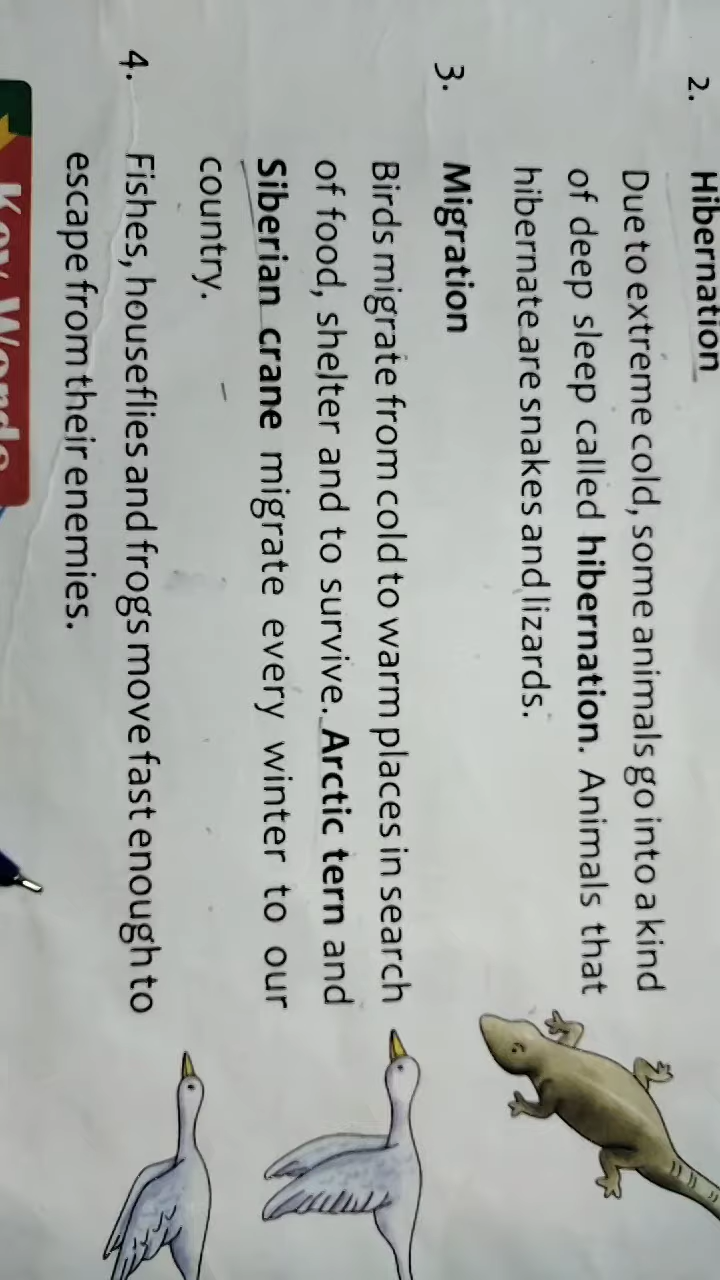 2. Hibernation
Due to extreme cold, some animals go into a kind
of deep sleep called hibernation. Animals that
hibernate are snakes and lizards.
3. Migration
Birds migrate from cold to warm places in search
of food, shelter and to survive. Arctic tern and
Siberian crane migrate every winter to our
country.
4. Fishes, houseflies and frogs move fast enough to
escape from their enemies.
Key Words